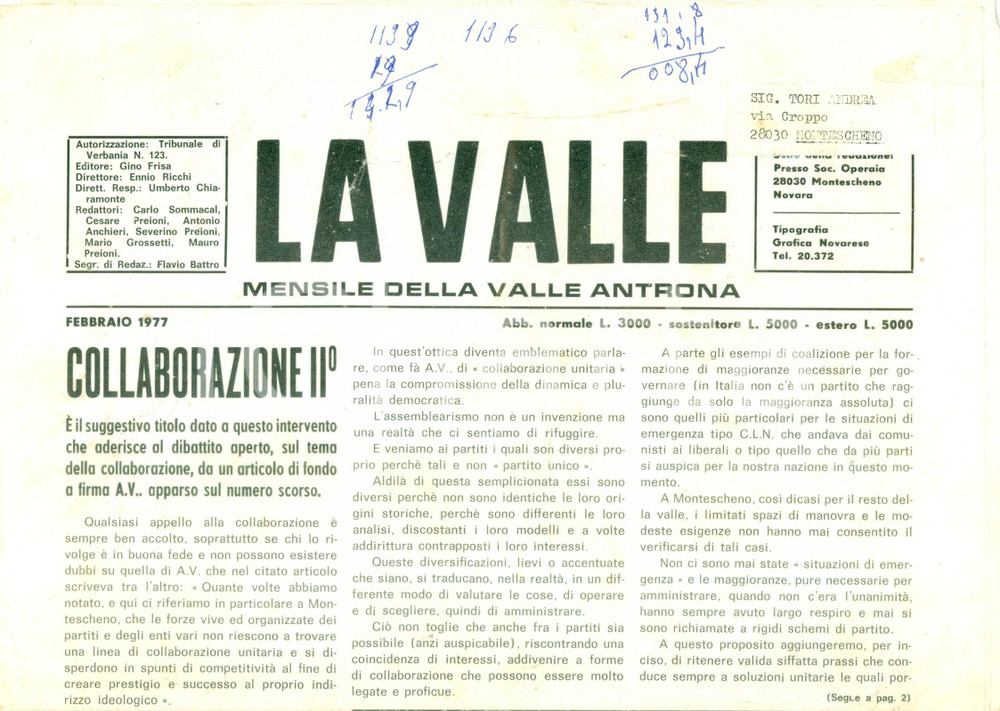 1139
1136
131,8
123,4
008,4
SIG. TORI ANDREA
via Croppo
28030 MONTESCHENO
Autorizzazione: Tribunale di
Verbania N. 123.
Editore: Gino Frisa
Direttore: Ennio Ricchi
Dirett. Resp.: Umberto Chia-
ramonte
Redattori: Carlo Sommacal,
Cesare Preioni, Antonio
Anchieri, Severino Preioni,
Mario Grossetti, Mauro
Preioni.
Segr. di Redaz.: Flavio Battro
LA VALLE
MENSILE DELLA VALLE ANTRONA
Sede della redazione:
Presso Soc. Operaia
28030 Montescheno
Novara
Tipografia
Grafica Novarese
Tel. 20.372
FEBBRAIO 1977
Abb. normale L. 3000 - sostenitore L. 5000 - estero L. 5000
COLLABORAZIONE II°
È il suggestivo titolo dato a questo intervento
che aderisce al dibattito aperto, sul tema
della collaborazione, da un articolo di fondo
a firma A.V.. apparso sul numero scorso.
Qualsiasi appello alla collaborazione è
sempre ben accolto, soprattutto se chi lo ri-
volge è in buona fede e non possono esistere
dubbi su quella di A.V. che nel citato articolo
scriveva tra l'altro: « Quante volte abbiamo
notato, e qui ci riferiamo in particolare a Mon-
tescheno, che le forze vive ed organizzate dei
partiti e degli enti vari non riescono a trovare
una linea di collaborazione unitaria e si di-
sperdono in spunti di competitività al fine di
creare prestigio e successo al proprio indi-
rizzo ideologico ».
In quest'ottica diventa emblematico parla-
re, come fà A.V., di « collaborazione unitaria »
pena la compromissione della dinamica e plu-
ralità democratica.
L'assemblearismo non è un invenzione ma
una realtà che ci sentiamo di rifuggire.
E veniamo ai partiti i quali son diversi pro-
prio perchè tali e non « partito unico ».
Aldilà di questa semplicionata essi sono
diversi perchè non sono identiche le loro ori-
gini storiche, perchè sono differenti le loro
analisi, discostanti i loro modelli e a volte
addirittura contrapposti i loro interessi.
Queste diversificazioni, lievi o accentuate
che siano, si traducano, nella realtà, in un dif-
ferente modo di valutare le cose, di operare
e di scegliere, quindi di amministrare.
Ciò non toglie che anche fra i partiti sia
possibile (anzi auspicabile), riscontrando una
coincidenza di interessi, addivenire a forme
di collaborazione che possono essere molto
legate e proficue.
A parte gli esempi di coalizione per la for-
mazione di maggioranze necessarie per go-
vernare (in Italia non c'è un partito che rag-
giunge da solo la maggioranza assoluta) ci
sono quelli più particolari per le situazioni di
emergenza tipo C.L.N. che andava dai comu-
nisti ai liberali o tipo quello che da più parti
si auspica per la nostra nazione in questo mo-
mento.
A Montescheno, così dicasi per il resto del-
la valle, i limitati spazi di manovra e le mo-
deste esigenze non hanno mai consentito il
verificarsi di tali casi.
Non ci sono mai state « situazioni di emer-
genza » e le maggioranze, pure necessarie per
amministrare, quando non c'era l'unanimità,
hanno sempre avuto largo respiro e mai si
sono richiamate a rigidi schemi di partito.
A questo proposito aggiungeremo, per in-
ciso, di ritenere valida siffatta prassi che con-
duce sempre a soluzioni unitarie le quali por-
(Segue a pag. 2)